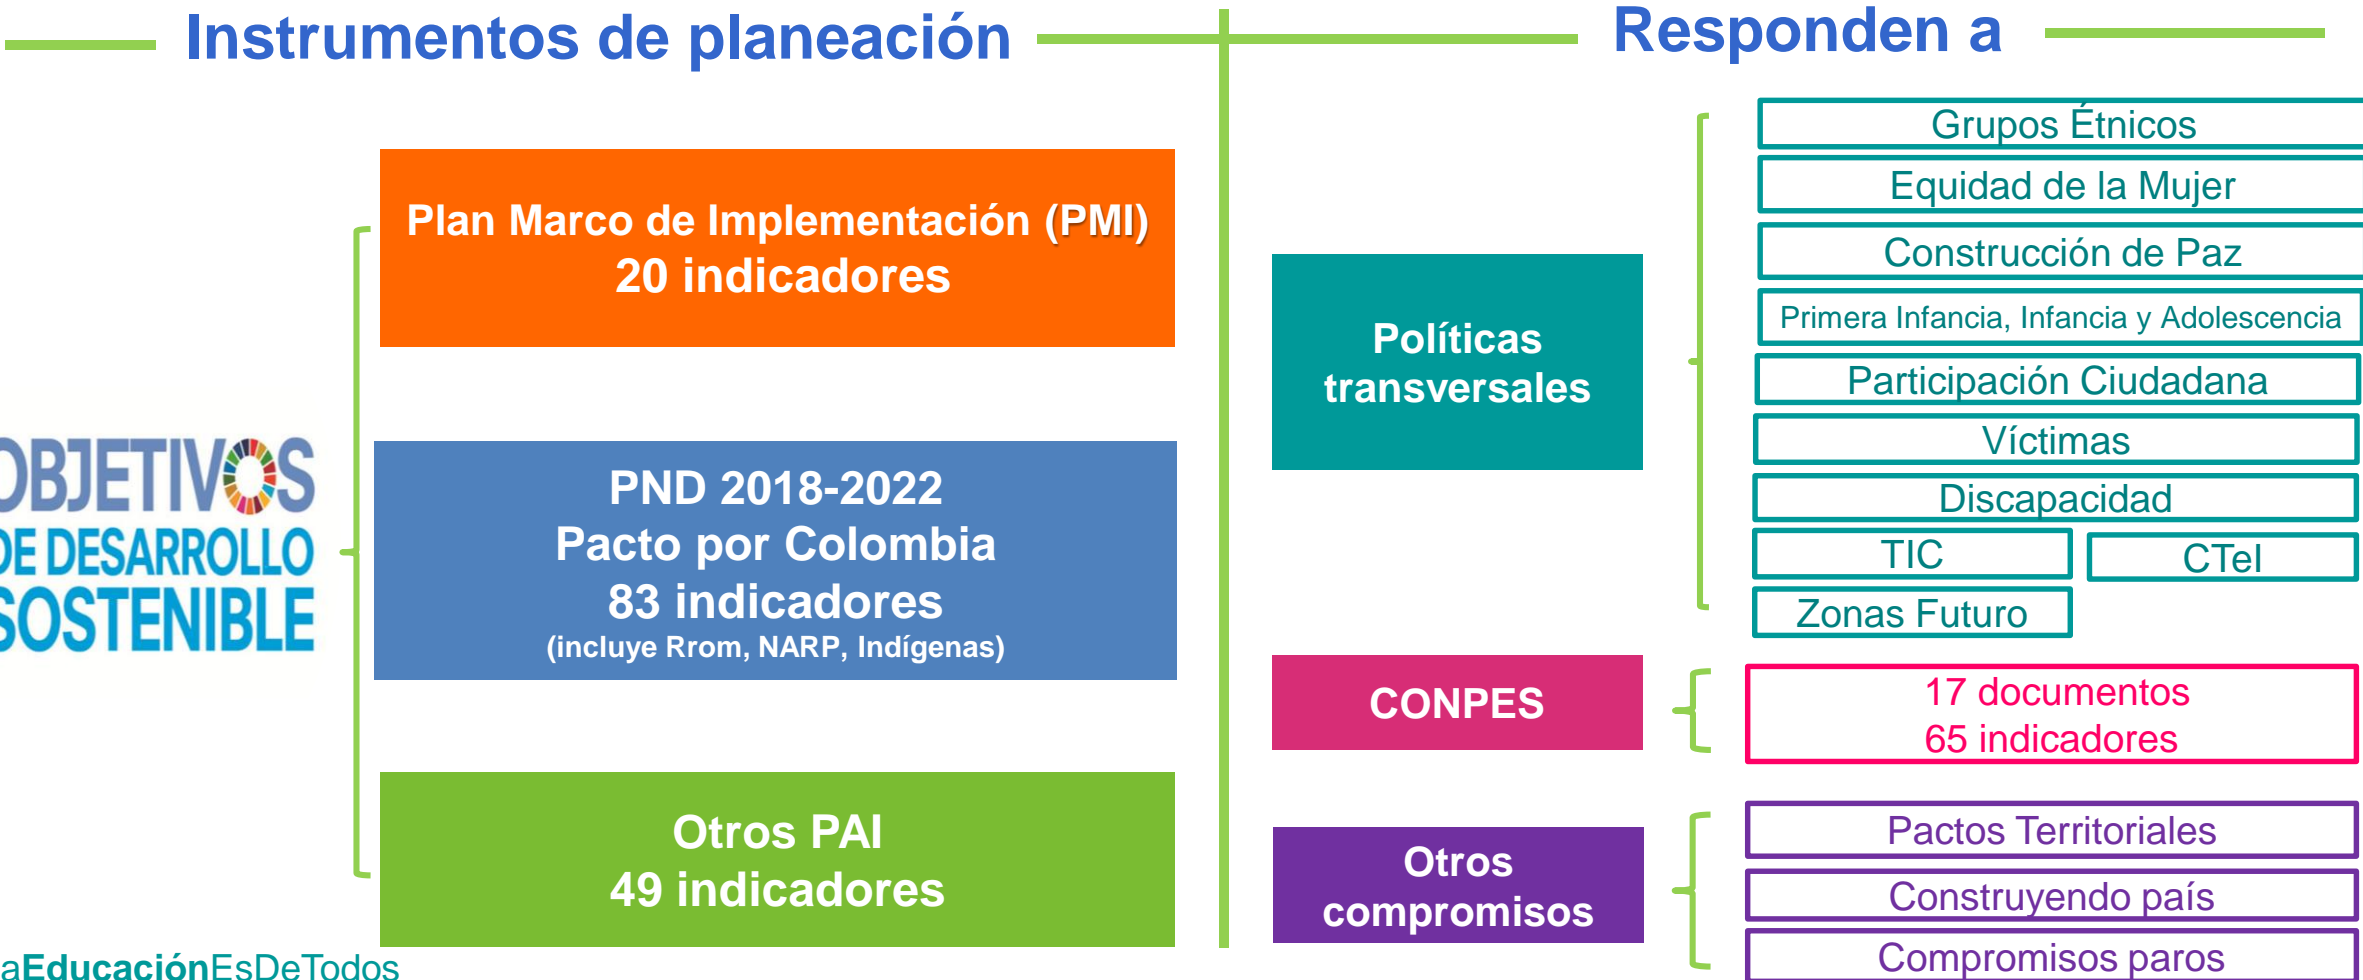 Instrumentos de planeación
Responden a
OBJETIVOS
DE DESARROLLO
SOSTENIBLE
Plan Marco de Implementación (PMI)
20 indicadores
PND 2018-2022
Pacto por Colombia
83 indicadores
(incluye Rrom, NARP, Indígenas)
Otros PAI
49 indicadores
Políticas
transversales
Grupos Étnicos
Equidad de la Mujer
Construcción de Paz
Primera Infancia, Infancia y Adolescencia
Participación Ciudadana
Víctimas
Discapacidad
TIC
CTeI
Zonas Futuro
CONPES
17 documentos
65 indicadores
Otros
compromisos
Pactos Territoriales
Construyendo país
Compromisos paros
aEducaciónEsDeTodos